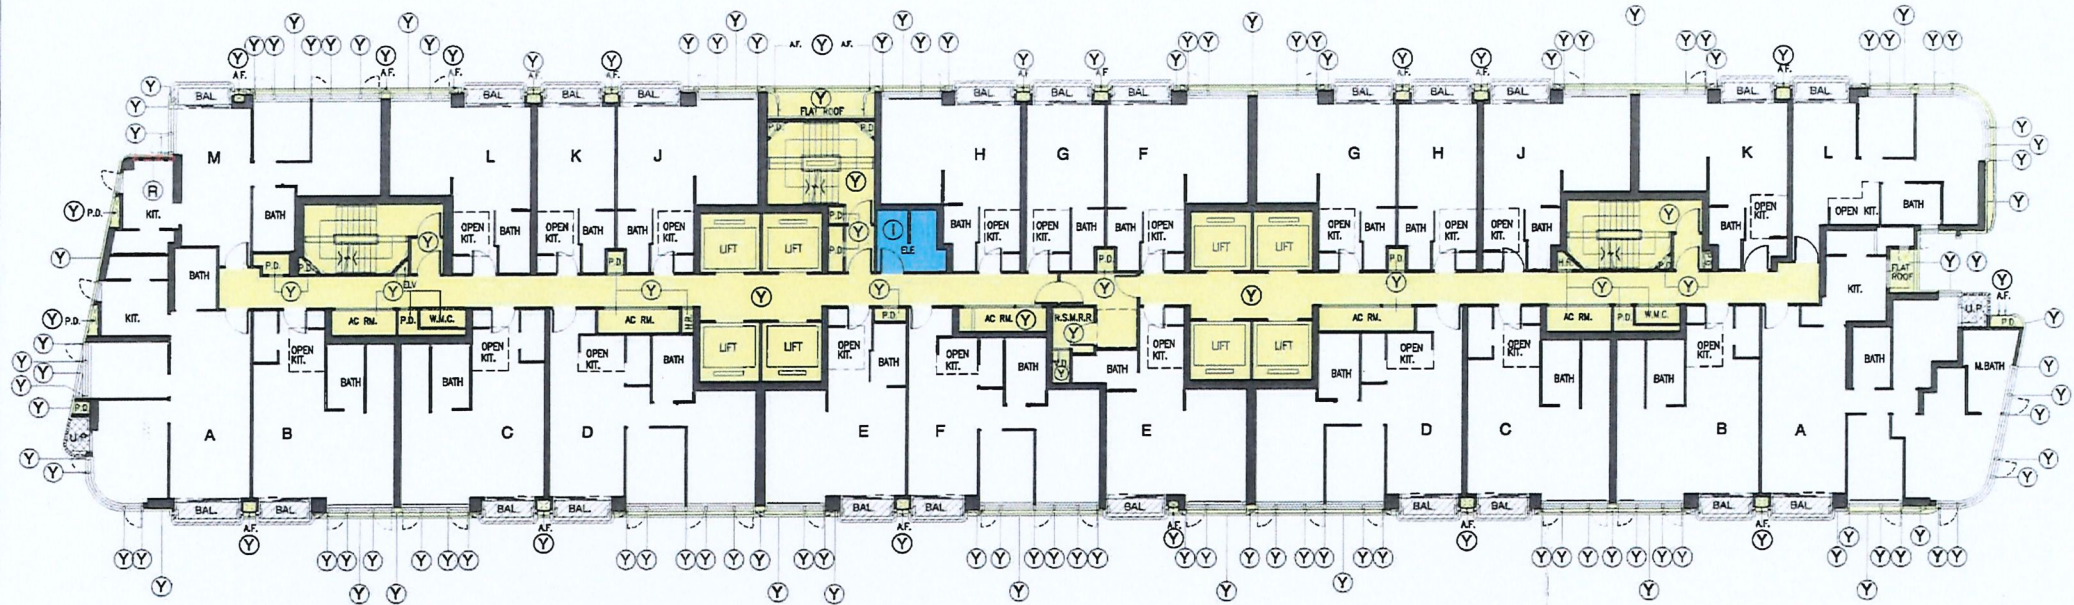 Y Y Y Y Y Y Y
Y Y Y Y Y Y Y Y Y Y Y Y A.F. Y A.F. Y Y Y Y Y Y Y Y Y Y Y Y Y Y Y Y Y
Y Y Y Y Y Y Y Y Y Y Y Y Y Y Y
A.F. A.F. A.F. A.F. A.F. A.F. A.F. A.F. A.F. A.F.
Y BAL BAL BAL BAL Y BAL BAL BAL BAL BAL BAL BAL BAL
Y FLAT ROOF
Y P.D. P.D. Y
M L K J H G F G H J K L Y
Y
R Y Y
Y P.D. KIT. BATH OPEN KIT. BATH OPEN KIT. BATH BATH OPEN KIT. P.D. I BATH OPEN KIT. OPEN KIT. BATH BATH OPEN KIT. OPEN KIT. BATH BATH OPEN KIT. OPEN KIT. BATH BATH OPEN KIT. OPEN KIT. BATH Y
Y LIFT LIFT P.D. Y ELE LIFT LIFT
Y BATH P.D. P.D. P.D. P.D. P.D. H.R. P.D. FLAT ROOF Y Y
Y Y ELV Y Y Y Y Y Y Y Y KIT.
Y P.D. KIT. AC RM. P.D. W.M.C. AC RM. H.R. P.D. AC RM. Y R.S.M.R.R. AC RM. AC RM. P.D. W.M.C. U.P. A.F. P.D. Y
Y Y
Y OPEN KIT. OPEN KIT. OPEN KIT. BATH LIFT LIFT OPEN KIT. BATH OPEN KIT. BATH OPEN KIT. LIFT LIFT BATH OPEN KIT. OPEN KIT. BATH BATH OPEN KIT. BATH M.BATH Y
Y Y BATH BATH Y BATH
Y P.D. Y
U.P. A B C D E F E D C B A Y
Y Y
Y Y
BAL. BAL. BAL. BAL. BAL. BAL. BAL. BAL. BAL. BAL. BAL.
A.F. A.F. A.F. A.F. A.F. A.F.
Y Y Y Y Y Y
Y Y Y Y Y Y Y Y Y Y Y Y Y Y Y Y Y Y Y Y Y Y Y Y Y Y Y Y Y Y Y Y Y Y Y Y Y Y Y
Y Y Y Y Y Y Y Y Y Y